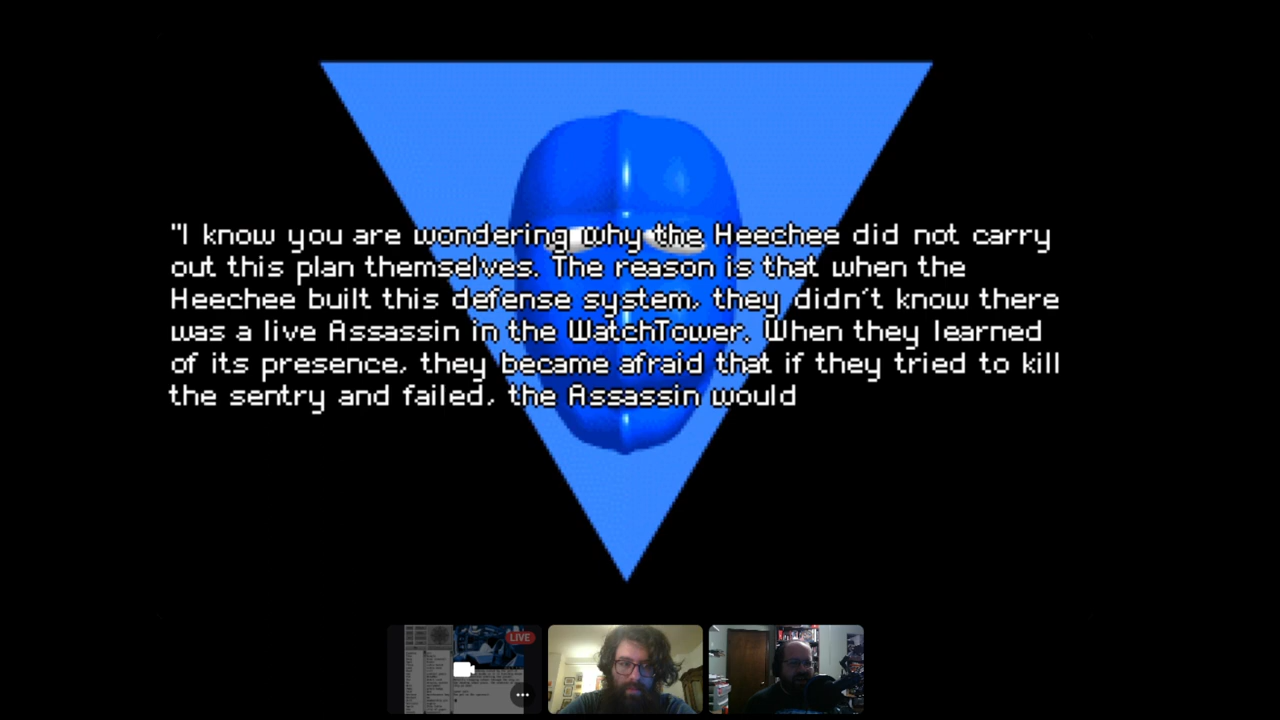 "I know you are wondering why the Heechee did not carry
out this plan themselves. The reason is that when the
Heechee built this defense system, they didn't know there
was a live Assassin in the WatchTower. When they learned
of its presence, they became afraid that if they tried to kill
the sentry and failed, the Assassin would
LIVE